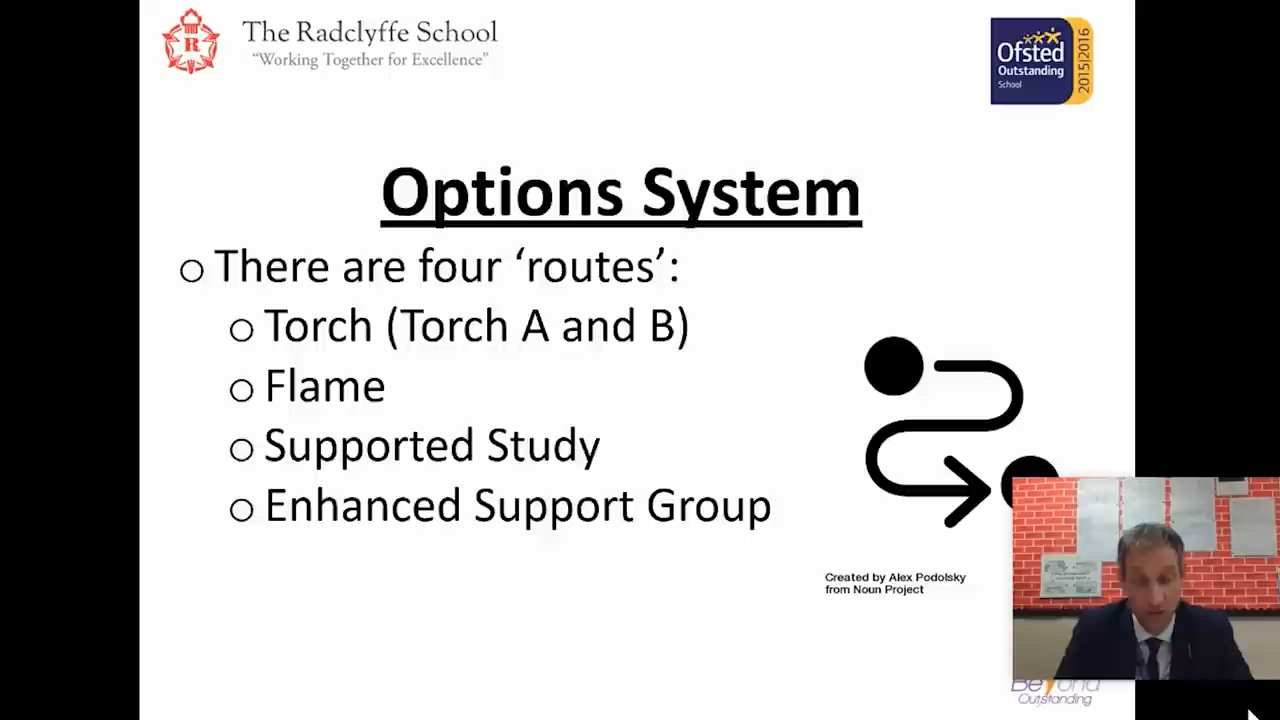 The Radclyffe School
"Working Together for Excellence"
R
Ofsted
Outstanding
School
2015|2016
Options System
o There are four ‘routes’:
o Torch (Torch A and B)
o Flame
o Supported Study
o Enhanced Support Group
Created by Alex Podolsky
from Noun Project
Beyond
Outstanding